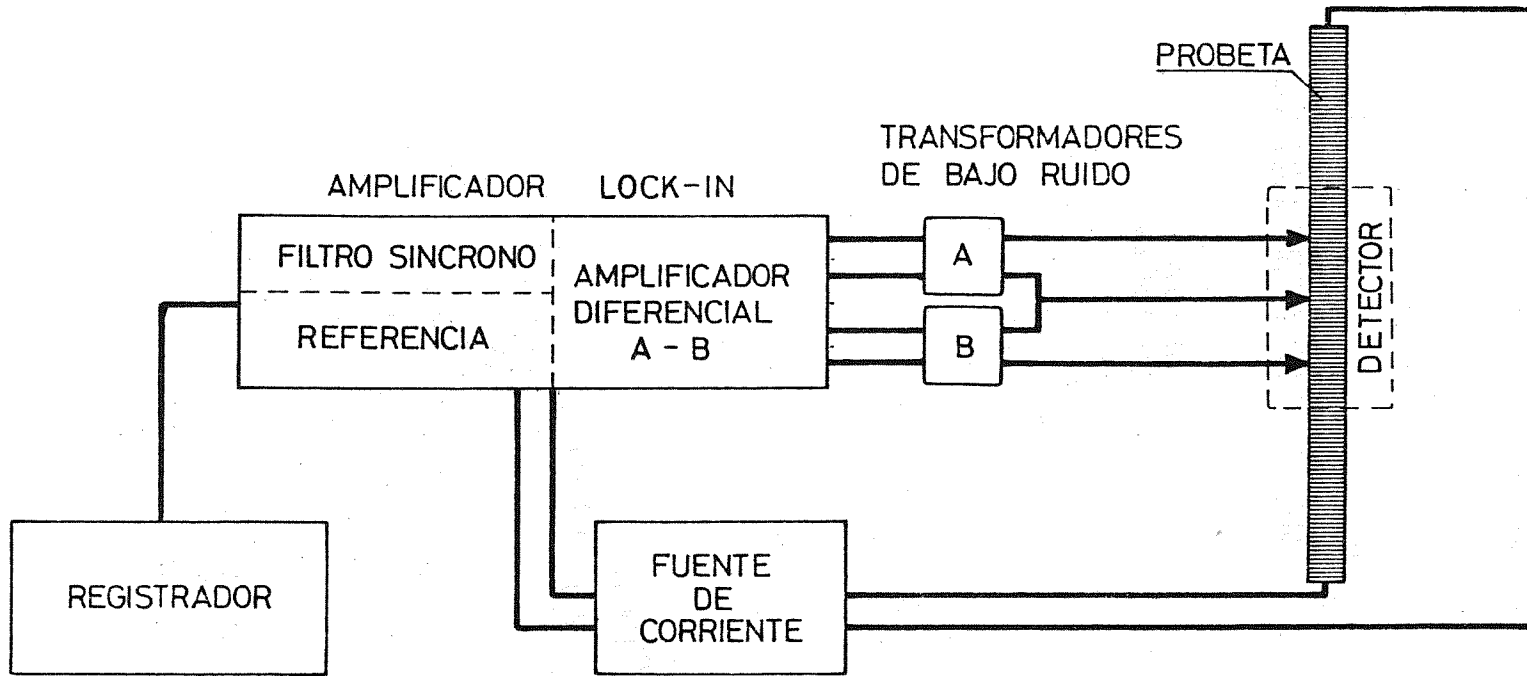 PROBETA
TRANSFORMADORES
DE BAJO RUIDO
AMPLIFICADOR LOCK-IN
FILTRO SINCRONO
REFERENCIA
AMPLIFICADOR
DIFERENCIAL
A - B
A
B
DETECTOR
REGISTRADOR
FUENTE
DE
CORRIENTE